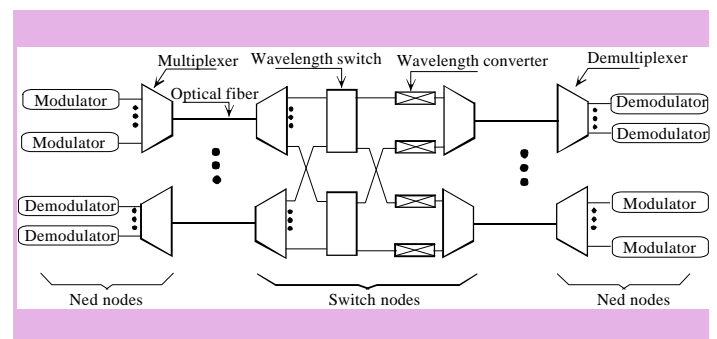 Multiplexer
Wavelength switch
Wavelength converter
Demultiplexer
Optical fiber
Modulator
Modulator
Demodulator
Demodulator
Demodulator
Demodulator
Modulator
Modulator
Ned nodes
Switch nodes
Ned nodes